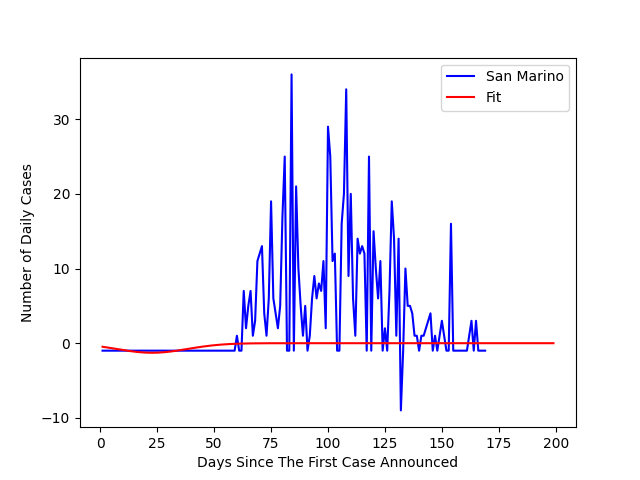 San Marino
Fit
30
20
10
0
−10
Number of Daily Cases
0 25 50 75 100 125 150 175 200
Days Since The First Case Announced